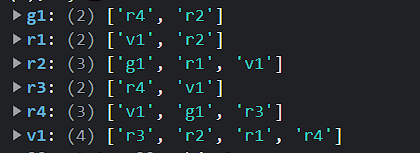 g1: (2) ['r4', 'r2']
r1: (2) ['v1', 'r2']
r2: (3) ['g1', 'r1', 'v1']
r3: (2) ['r4', 'v1']
r4: (3) ['v1', 'g1', 'r3']
v1: (4) ['r3', 'r2', 'r1', 'r4']